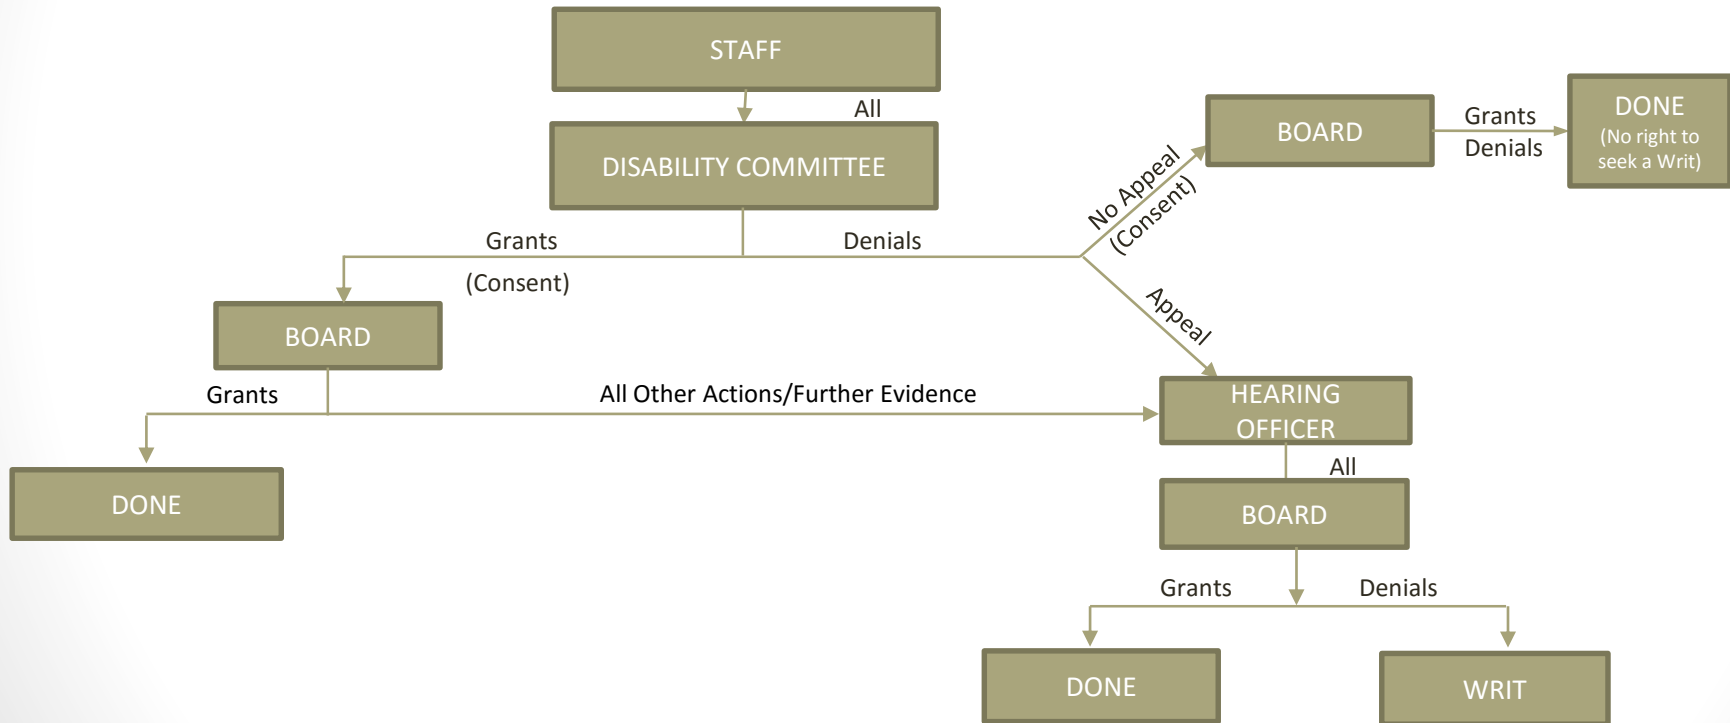 STAFF
All
DISABILITY COMMITTEE
BOARD
Grants
Denials
DONE
(No right to
seek a Writ)
No Appeal
(Consent)
Grants
(Consent)
Denials
Appeal
BOARD
Grants
All Other Actions/Further Evidence
HEARING
OFFICER
All
DONE
BOARD
Grants
Denials
DONE
WRIT